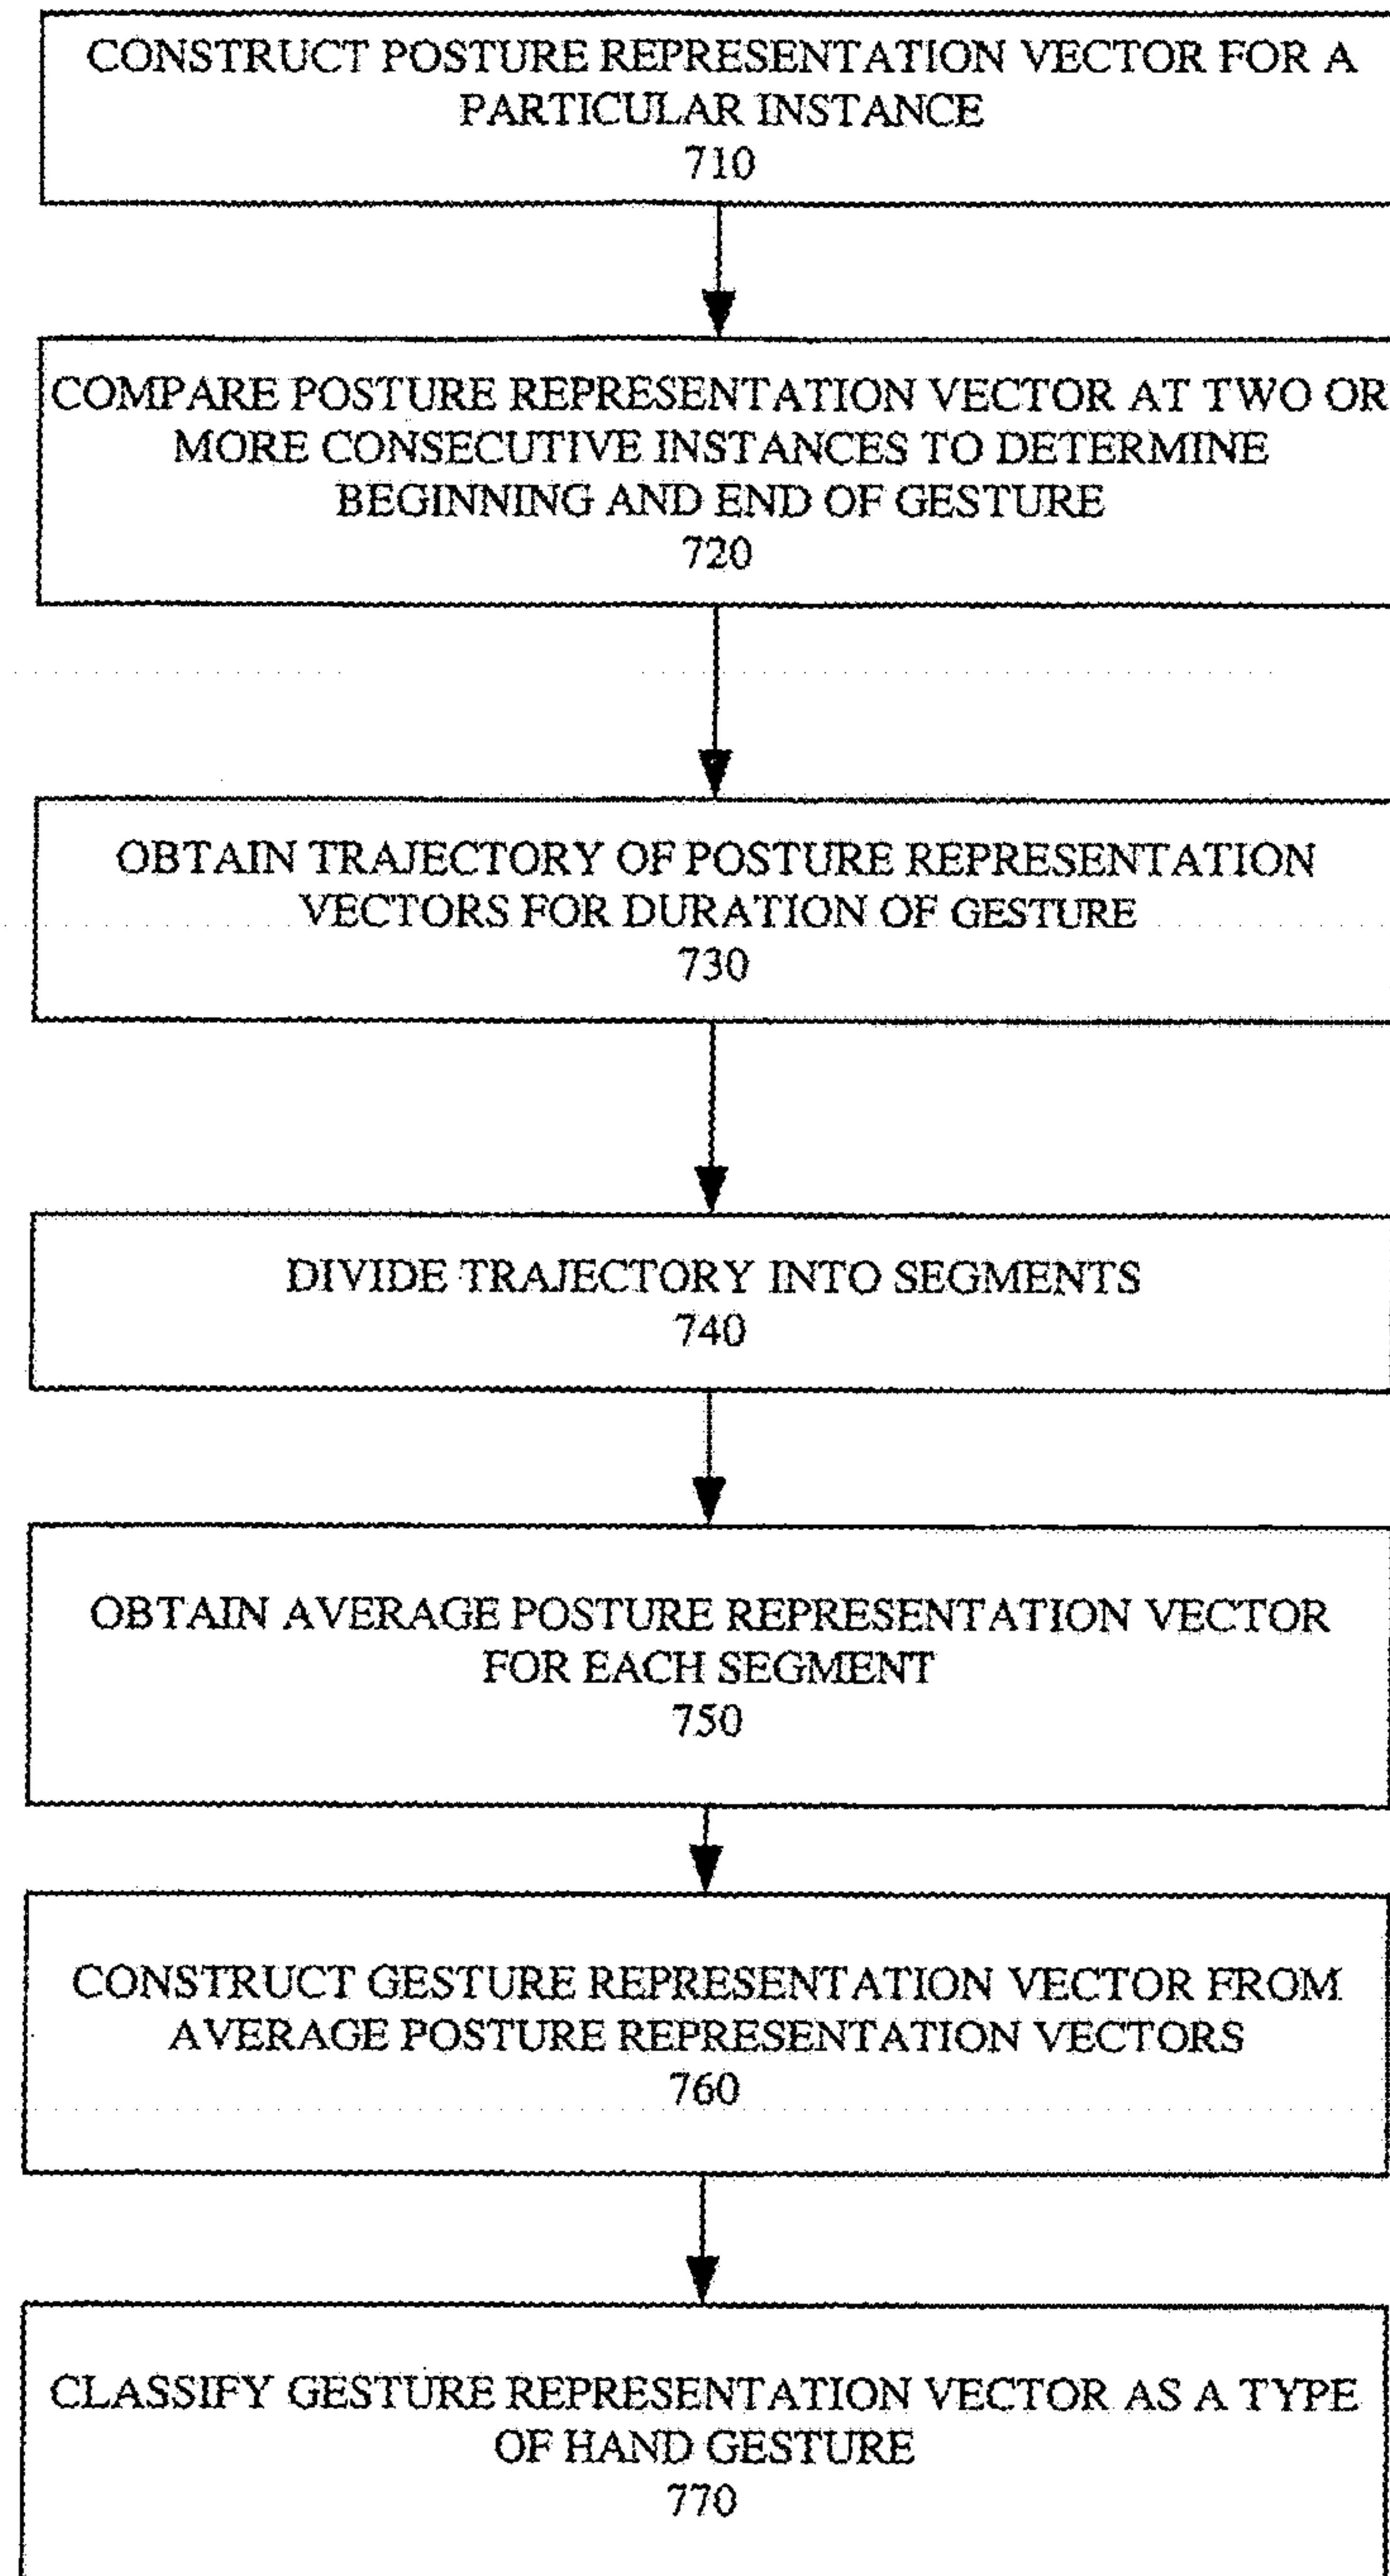 CONSTRUCT POSTURE REPRESENTATION VECTOR FOR A
PARTICULAR INSTANCE
710
COMPARE POSTURE REPRESENTATION VECTOR AT TWO OR
MORE CONSECUTIVE INSTANCES TO DETERMINE
BEGINNING AND END OF GESTURE
720
OBTAIN TRAJECTORY OF POSTURE REPRESENTATION
VECTORS FOR DURATION OF GESTURE
730
DIVIDE TRAJECTORY INTO SEGMENTS
740
OBTAIN AVERAGE POSTURE REPRESENTATION VECTOR
FOR EACH SEGMENT
750
CONSTRUCT GESTURE REPRESENTATION VECTOR FROM
AVERAGE POSTURE REPRESENTATION VECTORS
760
CLASSIFY GESTURE REPRESENTATION VECTOR AS A TYPE
OF HAND GESTURE
770